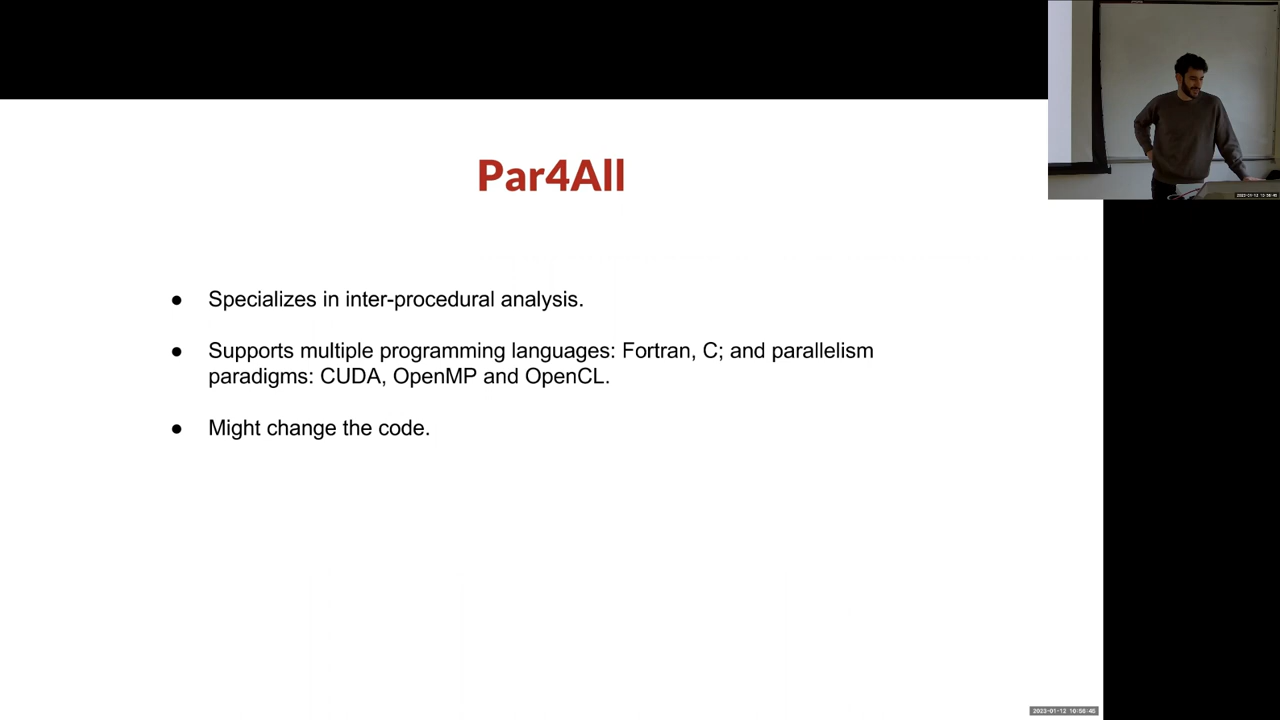 Par4All
● Specializes in inter-procedural analysis.
● Supports multiple programming languages: Fortran, C; and parallelism
paradigms: CUDA, OpenMP and OpenCL.
● Might change the code.